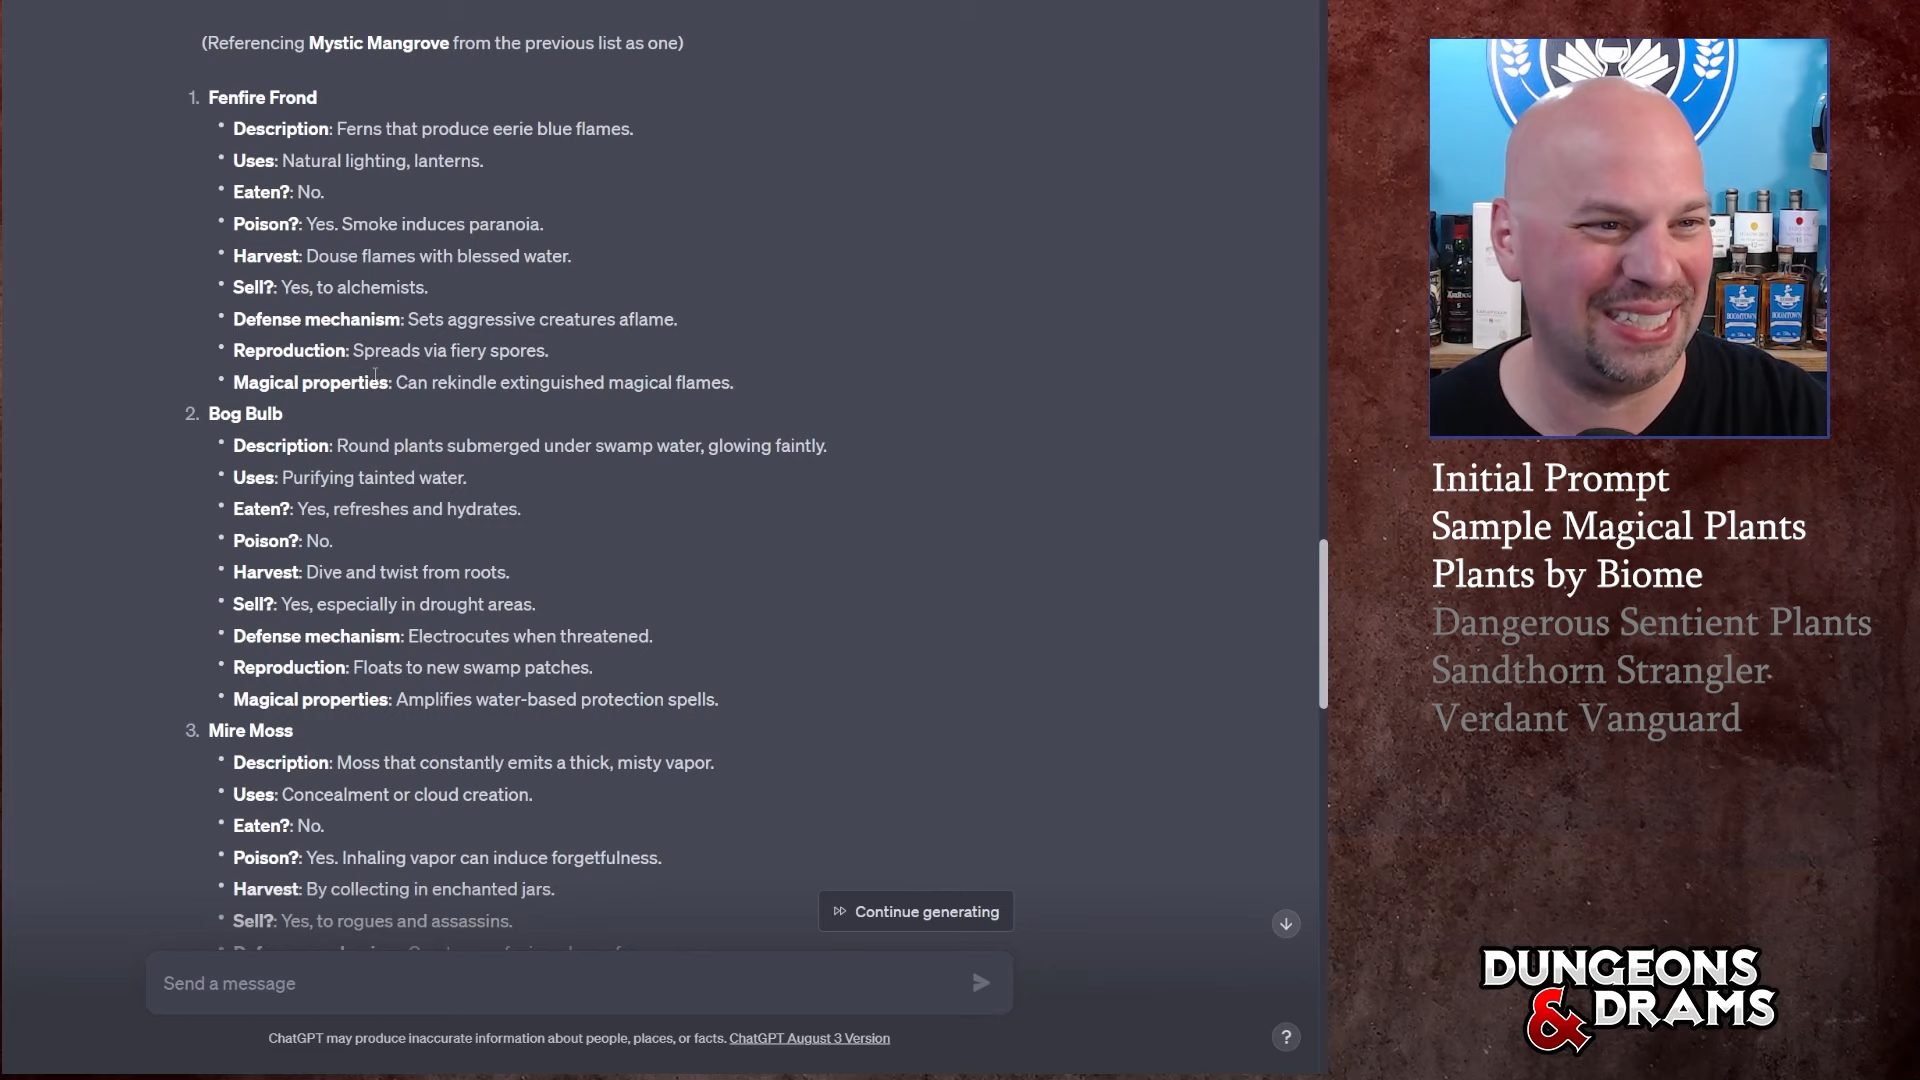 (Referencing Mystic Mangrove from the previous list as one)
1. Fenfire Frond
• Description: Ferns that produce eerie blue flames.
• Uses: Natural lighting, lanterns.
• Eaten?: No.
• Poison?: Yes. Smoke induces paranoia.
• Harvest: Douse flames with blessed water.
• Sell?: Yes, to alchemists.
• Defense mechanism: Sets aggressive creatures aflame.
• Reproduction: Spreads via fiery spores.
• Magical properties: Can rekindle extinguished magical flames.
2. Bog Bulb
• Description: Round plants submerged under swamp water, glowing faintly.
• Uses: Purifying tainted water.
• Eaten?: Yes, refreshes and hydrates.
• Poison?: No.
• Harvest: Dive and twist from roots.
• Sell?: Yes, especially in drought areas.
• Defense mechanism: Electrocutes when threatened.
• Reproduction: Floats to new swamp patches.
• Magical properties: Amplifies water-based protection spells.
3. Mire Moss
• Description: Moss that constantly emits a thick, misty vapor.
• Uses: Concealment or cloud creation.
• Eaten?: No.
• Poison?: Yes. Inhaling vapor can induce forgetfulness.
• Harvest: By collecting in enchanted jars.
• Sell?: Yes, to rogues and assassins.
Continue generating
Send a message
ChatGPT may produce inaccurate information about people, places, or facts. ChatGPT August 3 Version
?
BOOMTOWN
BOOMTOWN
Initial Prompt
Sample Magical Plants
Plants by Biome
Dangerous Sentient Plants
Sandthorn Strangler
Verdant Vanguard
DUNGEONS
& DRAMS